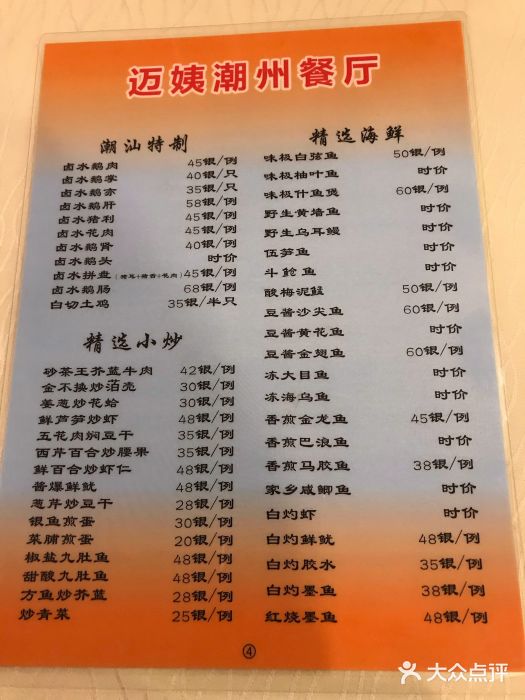 迈姨潮州餐厅
潮汕特制
卤水鹅肉 45银/例
卤水鹅掌 40银/只
卤水鹅亦 35银/只
卤水鹅肝 58银/例
卤水猪利 45银/例
卤水花肉 45银/例
卤水鹅肾 40银/例
卤水鹅头 时价
卤水拼盘(猪耳+猪舌+花肉) 45银/例
卤水鹅肠 68银/例
白切土鸡 35银/半只
精选小炒
砂茶王芥蓝牛肉 42银/例
金不换炒泊壳 30银/例
姜葱炒花蛤 30银/例
鲜芦笋炒虾 48银/例
五花肉焖豆干 35银/例
西芹百合炒腰果 35银/例
鲜百合炒虾仁 48银/例
酱爆鲜鱿 48银/例
葱芹炒豆干 28银/例
银鱼煎蛋 30银/例
菜脯煎蛋 20银/例
椒盐九肚鱼 48银/例
甜酸九肚鱼 48银/例
方鱼炒芥蓝 28银/例
炒青菜 25银/例
精选海鲜
味极白弦鱼 50银/例
味极柚叶鱼 时价
味极什鱼煲 60银/例
野生黄墙鱼 时价
野生乌耳鳗 时价
伍笋鱼 时价
斗鲳鱼 时价
酸梅泥鯭 50银/例
豆酱沙尖鱼 60银/例
豆酱黄花鱼 时价
豆酱金翅鱼 60银/例
冻大目鱼 时价
冻海乌鱼 时价
香煎金龙鱼 45银/例
香煎巴浪鱼 时价
香煎马胶鱼 38银/例
家乡咸鲫鱼 时价
白灼虾 时价
白灼鲜鱿 48银/例
白灼胶水 35银/例
白灼墨鱼 38银/例
红烧墨鱼 48银/例
④
大众点评